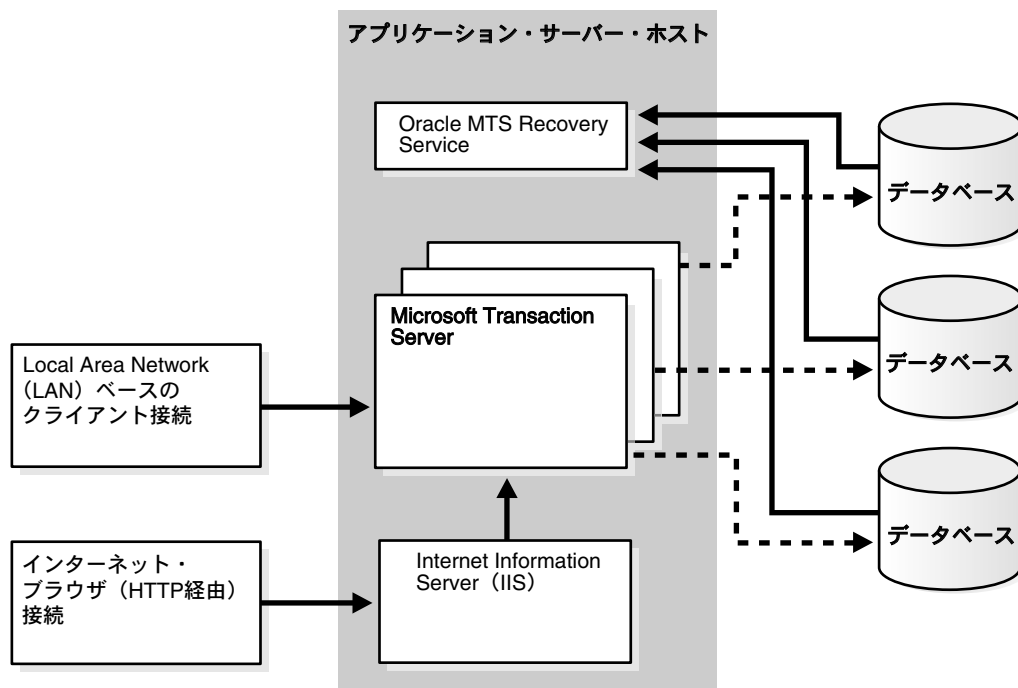 アプリケーション・サーバー・ホスト
Oracle MTS Recovery
Service
データベース
Microsoft Transaction
Server
データベース
Local Area Network
（LAN）ベースの
クライアント接続
データベース
インターネット・
ブラウザ（HTTP経由）
接続
Internet Information
Server（IIS）